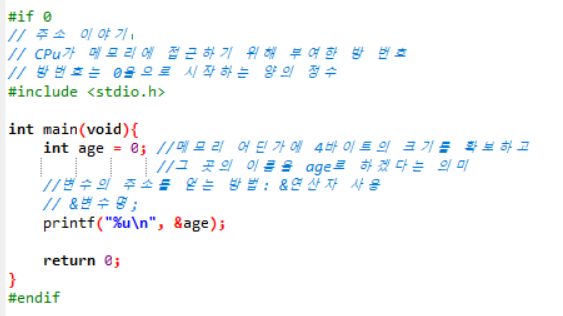 #if 0
// 주소 이야기
// CPu가 메모리에 접근하기 위해 부여한 방 번호
// 방번호는 0을으로 시작하는 양의 정수
#include <stdio.h>
int main(void){
int age = 0; //메모리 어딘가에 4바이트의 크기를 확보하고
//그 곳의 이름을 age로 하겠다는 의미
//변수의 주소를 얻는 방법: &연산자 사용
// &변수명;
printf("%u\n", &age);
return 0;
}
#endif